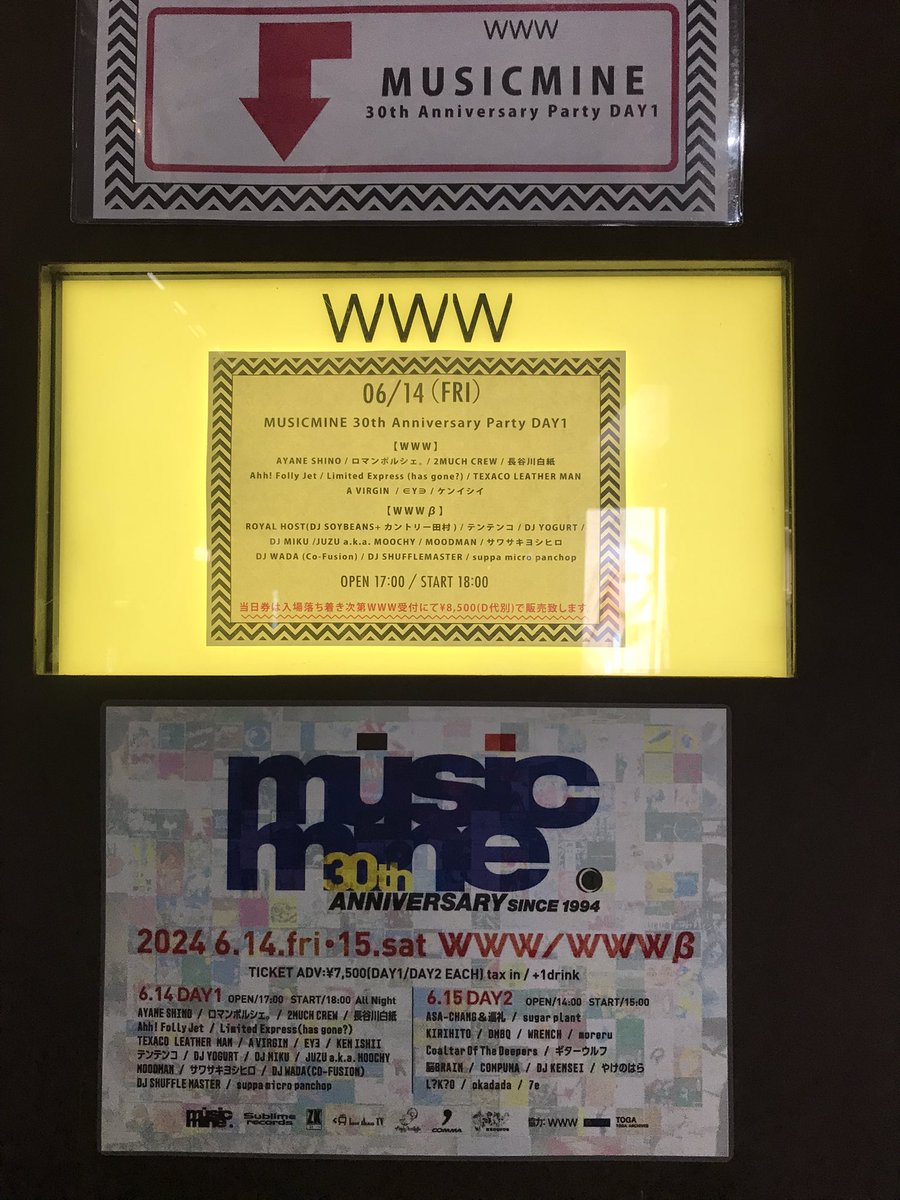 WWW
MUSICMINE
30th Anniversary Party DAY1
WWW
06/14 (FRI)
MUSICMINE 30th Anniversary Party DAY1
【WWW】
AYANE SHINO / ロマンポルシェ。/ 2MUCH CREW / 長谷川白紙
Ahh! Folly Jet / Limited Express (has gone?) / TEXACO LEATHER MAN
A VIRGIN / ∈Y∋ / ケンイシイ
【WWWβ】
ROYAL HOST(DJ SOYBEANS+ カントリー田村) / テンテンコ / DJ YOGURT /
DJ MIKU /JUZU a.k.a. MOOCHY / MOODMAN / サワサキヨシヒロ
DJ WADA (Co-Fusion) / DJ SHUFFLEMASTER / suppa micro panchop
OPEN 17:00 / START 18:00
当日券は入場落ち着き次第WWW受付にて¥8,500(D代別)で販売致します
müsic
mine
30th
ANNIVERSARY SINCE 1994
2024 6.14.fri•15.sat WWW/WWWβ
TICKET ADV:¥7,500(DAY1/DAY2 EACH) tax in / +1drink
6.14 DAY1 OPEN/17:00 START/18:00 All Night
AYANE SHINO / ロマンポルシェ。 / 2MUCH CREW / 長谷川白紙
Ahh! Folly Jet / Limited Express(has gone?)
TEXACO LEATHER MAN / A VIRGIN / EYƎ / KEN ISHII
テンテンコ / DJ YOGURT / DJ MIKU / JUZU a.k.a. MOOCHY
MOODMAN / サワサキヨシヒロ / DJ WADA(CO-FUSION)
DJ SHUFFLE MASTER / suppa micro panchop
6.15 DAY2 OPEN/14:00 START/15:00
ASA-CHANG&巡礼 / sugar plant
KIRIHITO / DMBQ / WRENCH / moreru
Coaltar Of The Deepers / ギターウルフ
脳BRAIN / COMPUMA / DJ KENSEI / やけのはら
L?K?O / okadada / 7e
müsic mine. Sublime records ZK COMMA 協力: WWW TOGA TOGA ARCHIVES